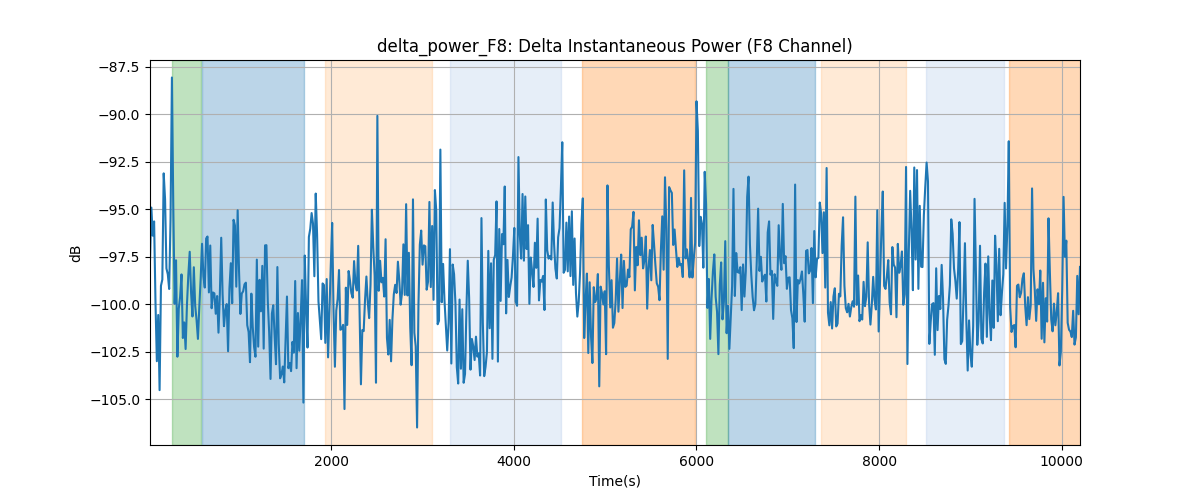 delta_power_F8: Delta Instantaneous Power (F8 Channel)
−87.5
−90.0
−92.5
−95.0
−97.5
−100.0
−102.5
−105.0
dB
2000 4000 6000 8000 10000
Time(s)